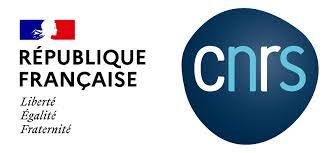 RÉPUBLIQUE
FRANÇAISE
Liberté
Égalité
Fraternité
cnrs